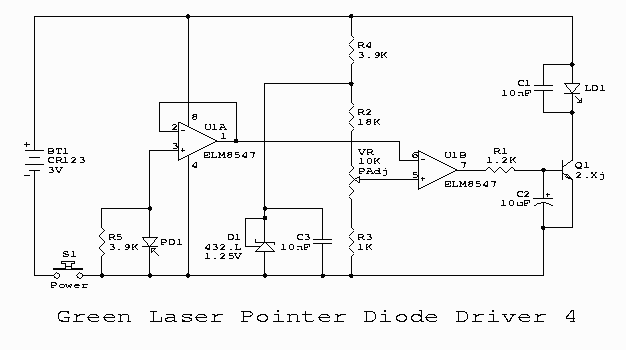 BT1
CR123
3V
+
-
S1
Power
R5
3.9K
PD1
8
2
-
3
+
U1A
1
ELM8547
4
R4
3.9K
R2
18K
VR
10K
PAdj
D1
432.L
1.25V
C3
10nF
R3
1K
6
-
5
+
U1B
7
ELM8547
R1
1.2K
C1
10nF
LD1
Q1
2.Xj
C2
10uF
+
Green Laser Pointer Diode Driver 4